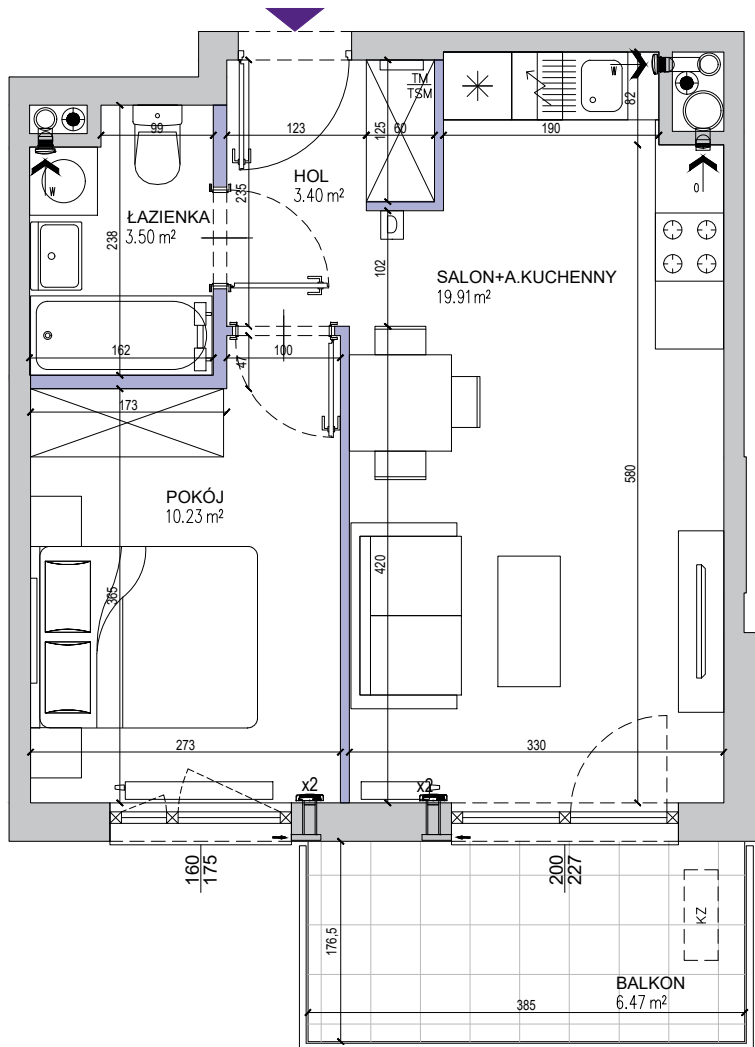 TM
TSM
W
82
99
123
125
60
190
HOL
3.40 m²
235
ŁAZIENKA
3.50 m²
W
0
238
102
SALON+A.KUCHENNY
19.91 m²
162
100
47
173
POKÓJ
10.23 m²
580
420
365
273
330
x2
x2
160
175
200
227
176,5
KZ
BALKON
6.47 m²
385